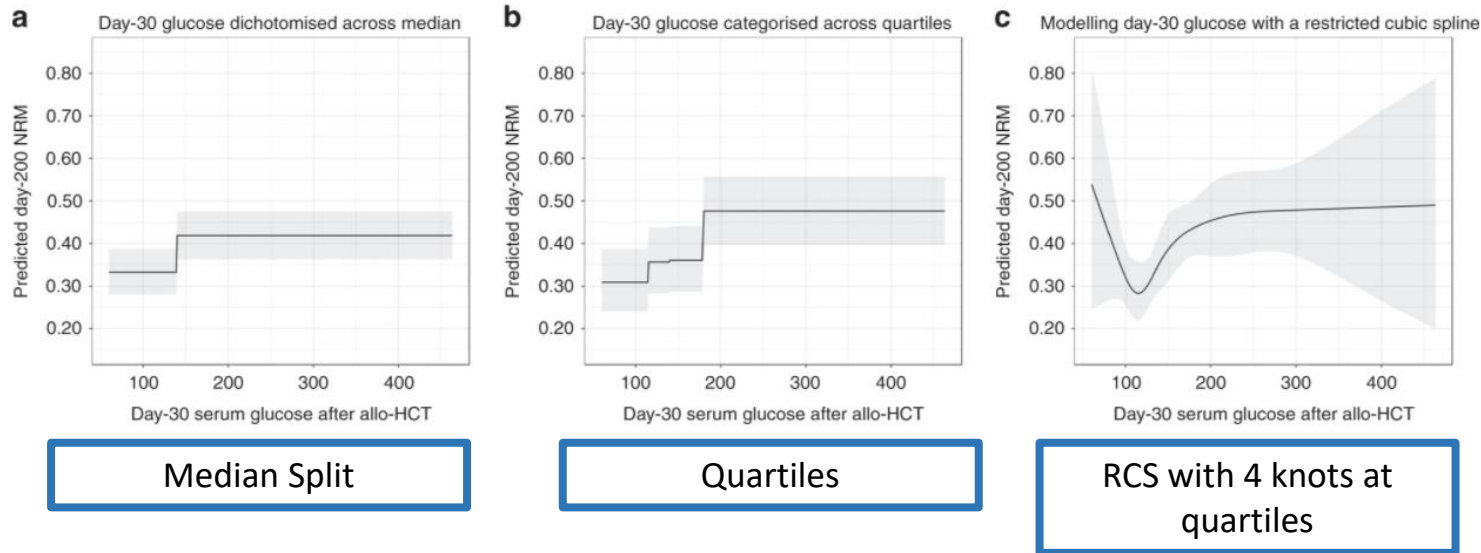 a
Day-30 glucose dichotomised across median
Predicted day-200 NRM
0.80
0.70
0.60
0.50
0.40
0.30
0.20
100 200 300 400
Day-30 serum glucose after allo-HCT
Median Split
b
Day-30 glucose categorised across quartiles
Predicted day-200 NRM
0.80
0.70
0.60
0.50
0.40
0.30
0.20
100 200 300 400
Day-30 serum glucose after allo-HCT
Quartiles
c
Modelling day-30 glucose with a restricted cubic spline
Predicted day-200 NRM
0.80
0.70
0.60
0.50
0.40
0.30
0.20
100 200 300 400
Day-30 serum glucose after allo-HCT
RCS with 4 knots at
quartiles